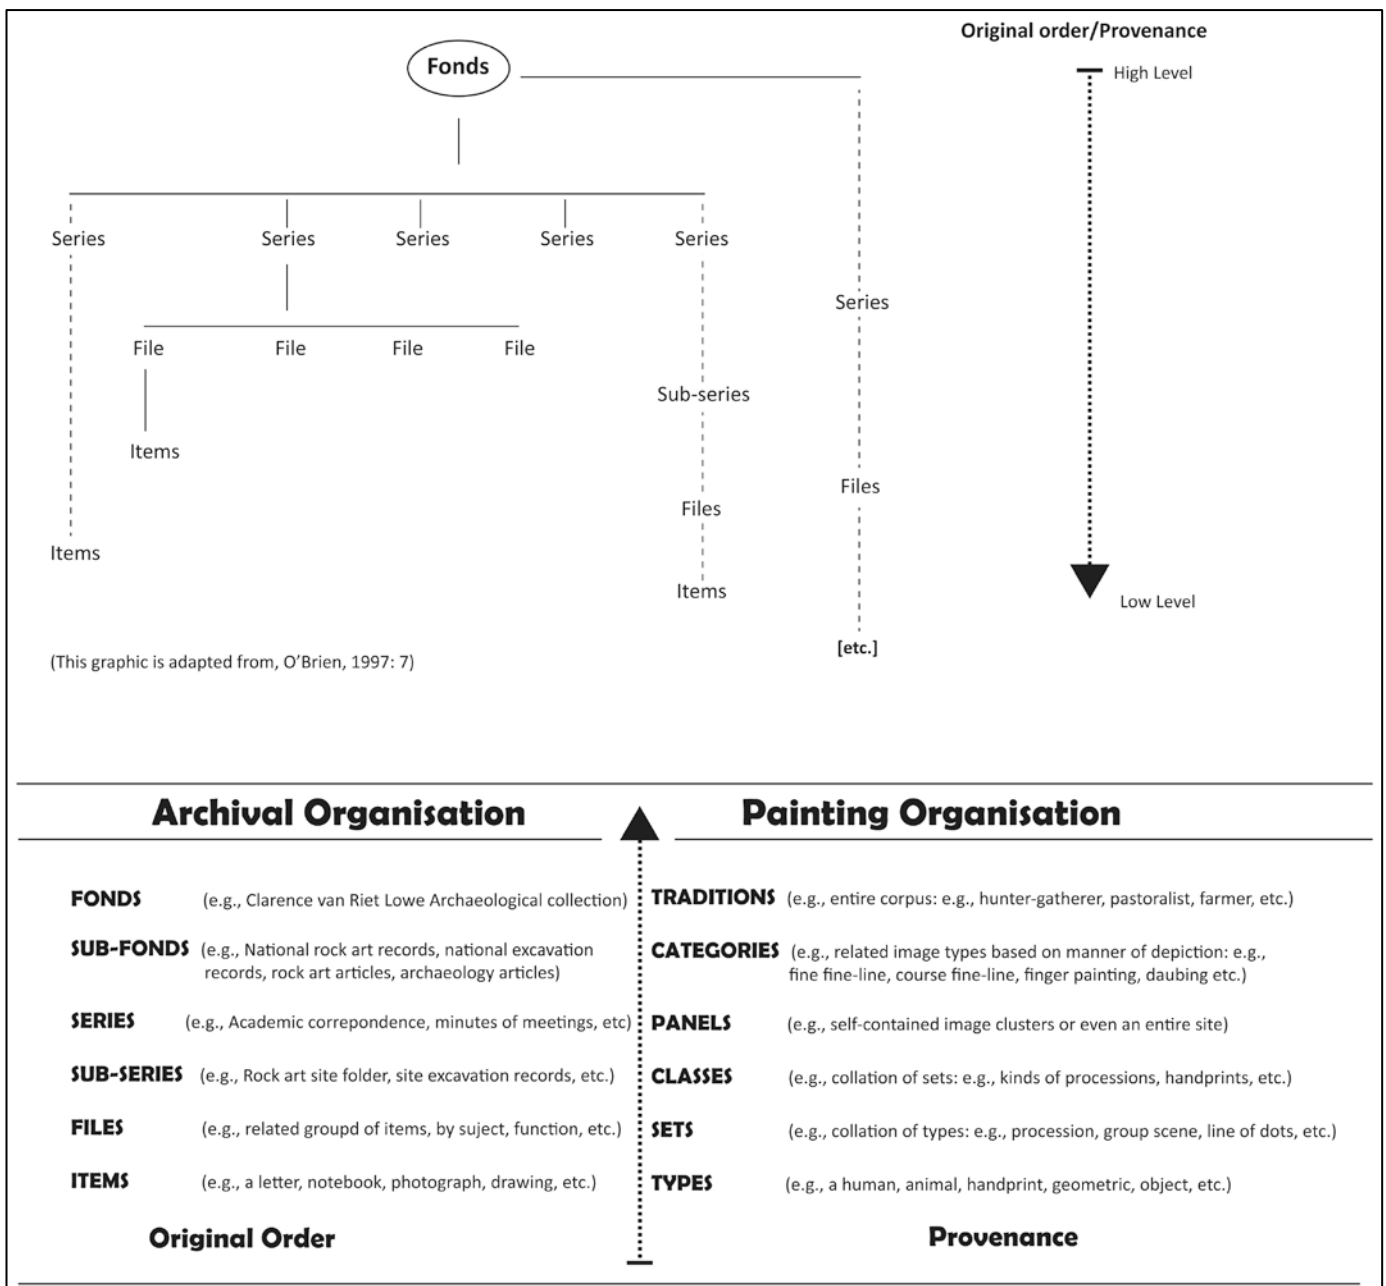 Original order/Provenance
Fonds
High Level
Series
Series
Series
Series
Series
Series
File
File
File
File
Sub-series
Items
Files
Files
Items
Items
Low Level
[etc.]
(This graphic is adapted from, O'Brien, 1997: 7)
Archival Organisation
Painting Organisation
FONDS (e.g., Clarence van Riet Lowe Archaeological collection)
TRADITIONS (e.g., entire corpus: e.g., hunter-gatherer, pastoralist, farmer, etc.)
SUB-FONDS (e.g., National rock art records, national excavation
records, rock art articles, archaeology articles)
CATEGORIES (e.g., related image types based on manner of depiction: e.g.,
fine fine-line, course fine-line, finger painting, daubing etc.)
SERIES (e.g., Academic correpondence, minutes of meetings, etc)
PANELS (e.g., self-contained image clusters or even an entire site)
SUB-SERIES (e.g., Rock art site folder, site excavation records, etc.)
CLASSES (e.g., collation of sets: e.g., kinds of processions, handprints, etc.)
FILES (e.g., related groupd of items, by suject, function, etc.)
SETS (e.g., collation of types: e.g., procession, group scene, line of dots, etc.)
ITEMS (e.g., a letter, notebook, photograph, drawing, etc.)
TYPES (e.g., a human, animal, handprint, geometric, object, etc.)
Original Order
Provenance